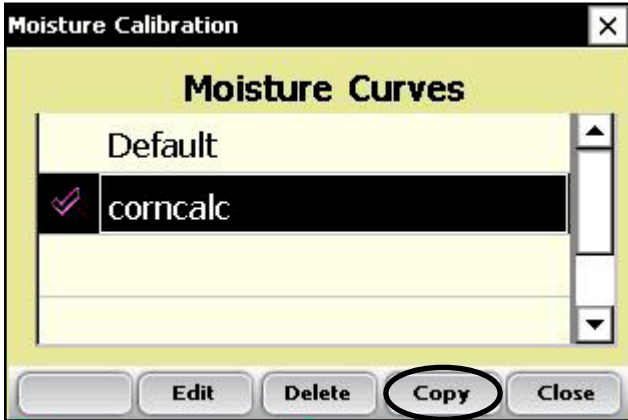 Moisture Calibration
Moisture Curves
Default
corncalc
Edit Delete Copy Close